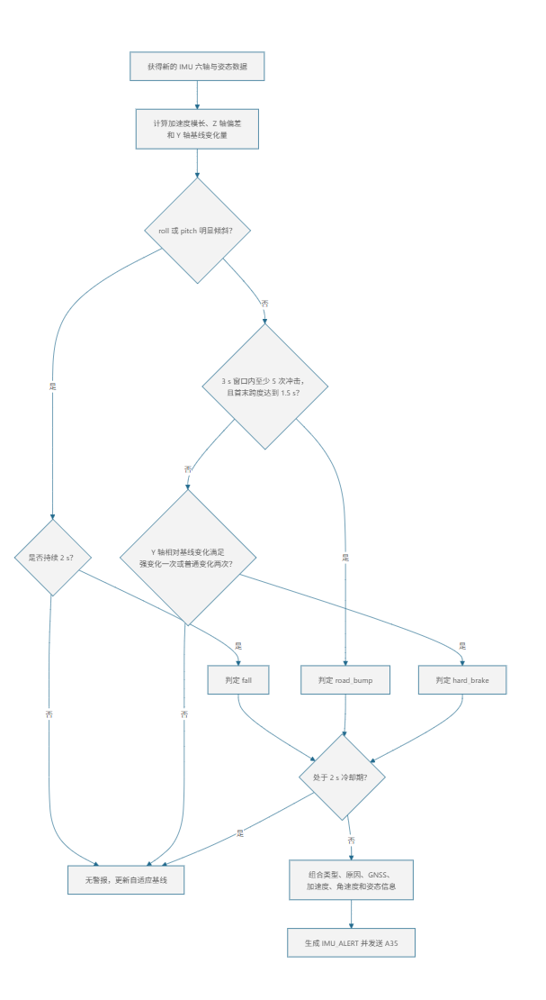 获得新的 IMU 六轴与姿态数据
计算加速度模长、Z 轴偏差
和 Y 轴基线变化量
roll 或 pitch 明显倾斜？
否
3 s 窗口内至少 5 次冲击，
且首末跨度达到 1.5 s？
是
否
Y 轴相对基线变化满足
强变化一次或普通变化两次？
是否持续 2 s？
是
是
是
判定 fall
判定 road_bump
判定 hard_brake
否
否
处于 2 s 冷却期？
是
否
无警报，更新自适应基线
组合类型、原因、GNSS、
加速度、角速度和姿态信息
生成 IMU_ALERT 并发送 A35